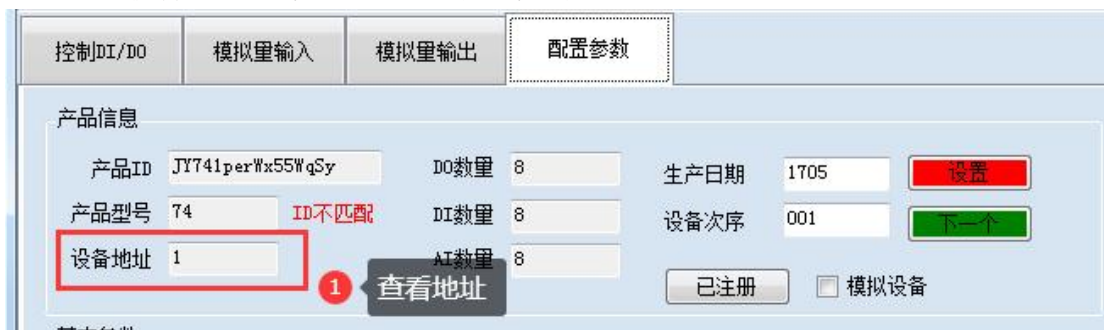 控制DI/DO 模拟里输入 模拟里输出 配置参数
产品信息
产品ID JY741perWx55WqSy DO数量 8 生产日期 1705 设置
产品型号 74 ID不匹配 DI数量 8 设备次序 001 下一个
设备地址 1 AI数量 8
1 查看地址 已注册 模拟设备